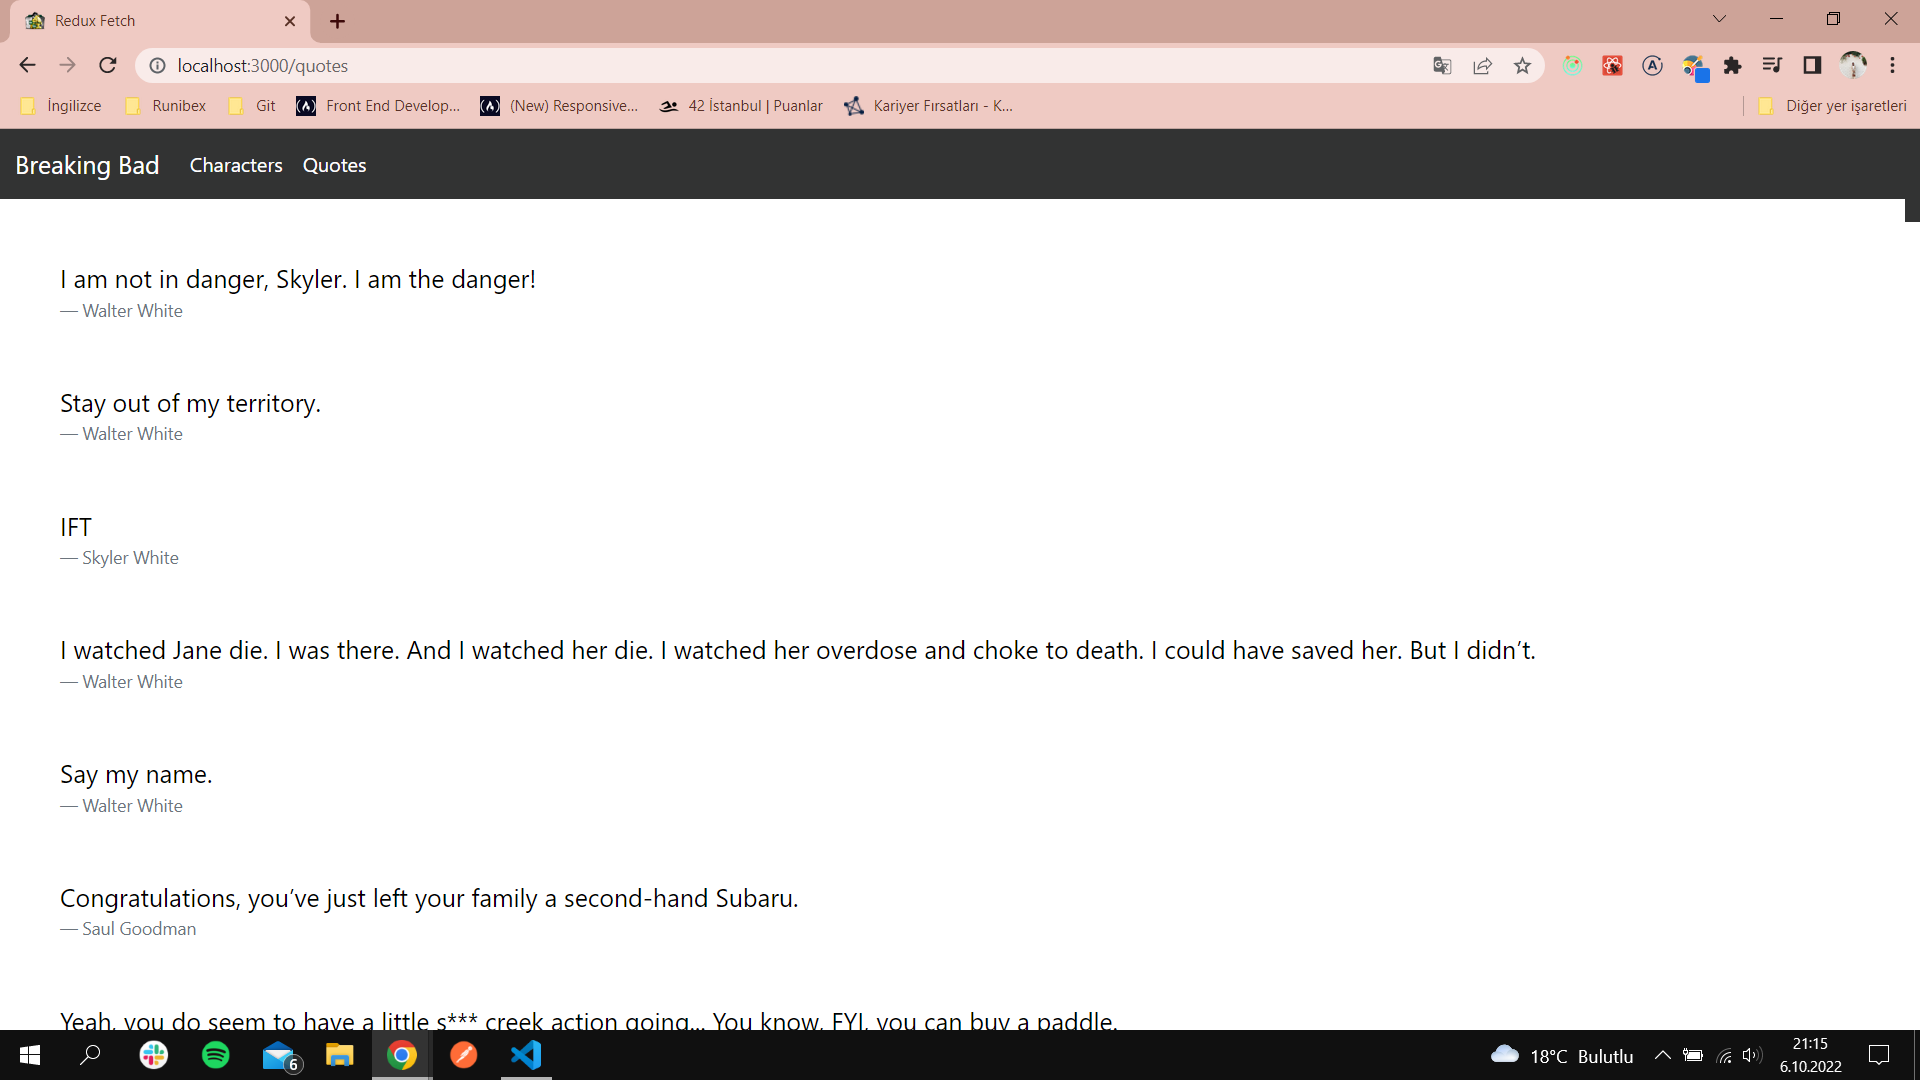 Redux Fetch
localhost:3000/quotes
İngilizce
Runibex
Git
Front End Develop...
(New) Responsive...
42 İstanbul | Puanlar
Kariyer Fırsatları - K...
Diğer yer işaretleri
Breaking Bad
Characters
Quotes
I am not in danger, Skyler. I am the danger!
— Walter White
Stay out of my territory.
— Walter White
IFT
— Skyler White
I watched Jane die. I was there. And I watched her die. I watched her overdose and choke to death. I could have saved her. But I didn’t.
— Walter White
Say my name.
— Walter White
Congratulations, you’ve just left your family a second-hand Subaru.
— Saul Goodman
Yeah, you do seem to have a little s*** creek action going... You know, FYI, you can buy a paddle.
6
18°C Bulutlu
21:15
6.10.2022